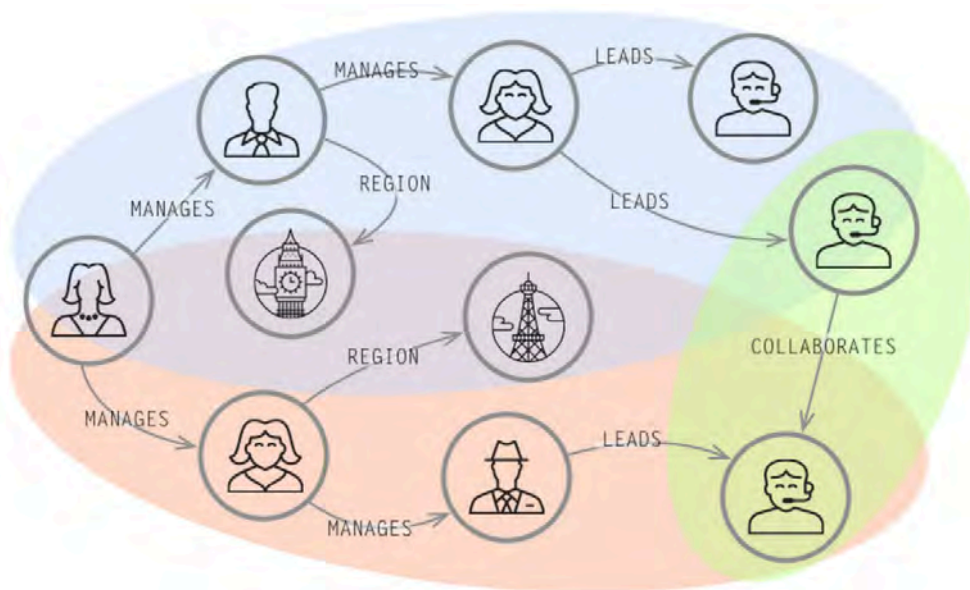 MANAGES
LEADS
REGION
MANAGES
LEADS
REGION
COLLABORATES
MANAGES
LEADS
MANAGES